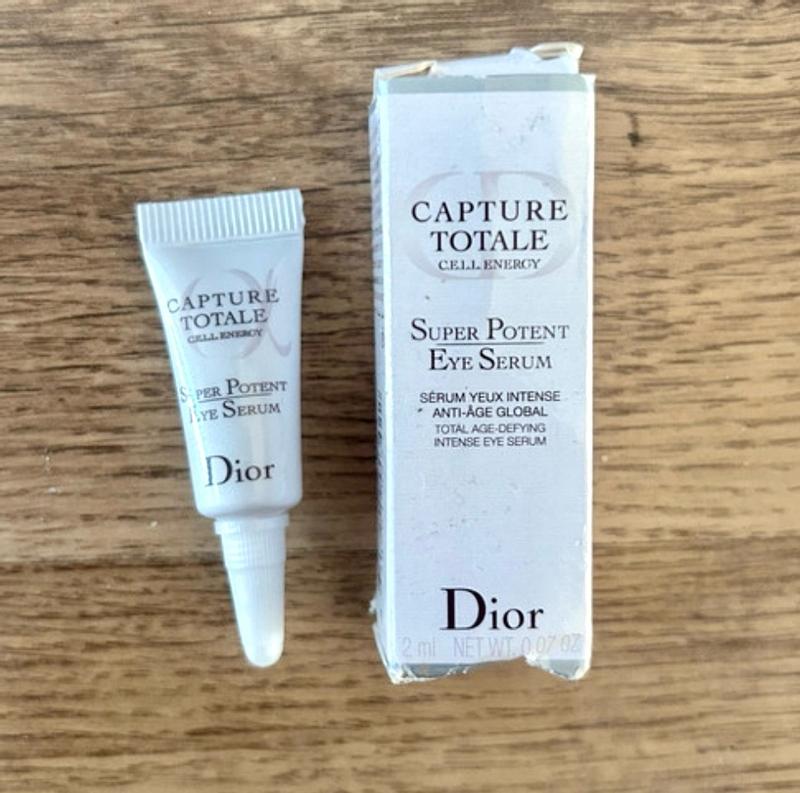 CAPTURE
TOTALE
C.E.L.L. ENERGY
SUPER POTENT
EYE SERUM
Dior
CAPTURE
TOTALE
C.E.L.L. ENERGY
SUPER POTENT
EYE SERUM
SÉRUM YEUX INTENSE
ANTI-ÂGE GLOBAL
TOTAL AGE-DEFYING
INTENSE EYE SERUM
Dior
2 ml NET WT. 0.07 OZ